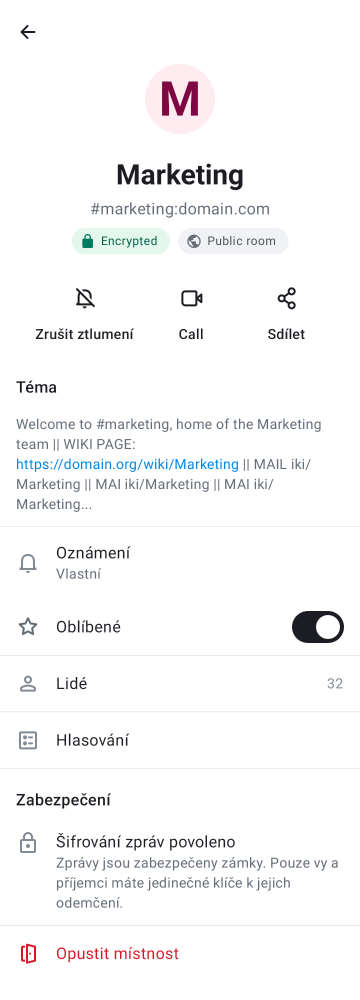 M
Marketing
#marketing:domain.com
Encrypted
Public room
Zrušit ztlumení
Call
Sdílet
Téma
Welcome to #marketing, home of the Marketing
team || WIKI PAGE:
https://domain.org/wiki/Marketing || MAIL iki/
Marketing || MAI iki/Marketing || MAI iki/
Marketing...
Oznámení
Vlastní
Oblíbené
Lidé
32
Hlasování
Zabezpečení
Šifrování zpráv povoleno
Zprávy jsou zabezpečeny zámky. Pouze vy a
příjemci máte jedinečné klíče k jejich
odemčení.
Opustit místnost